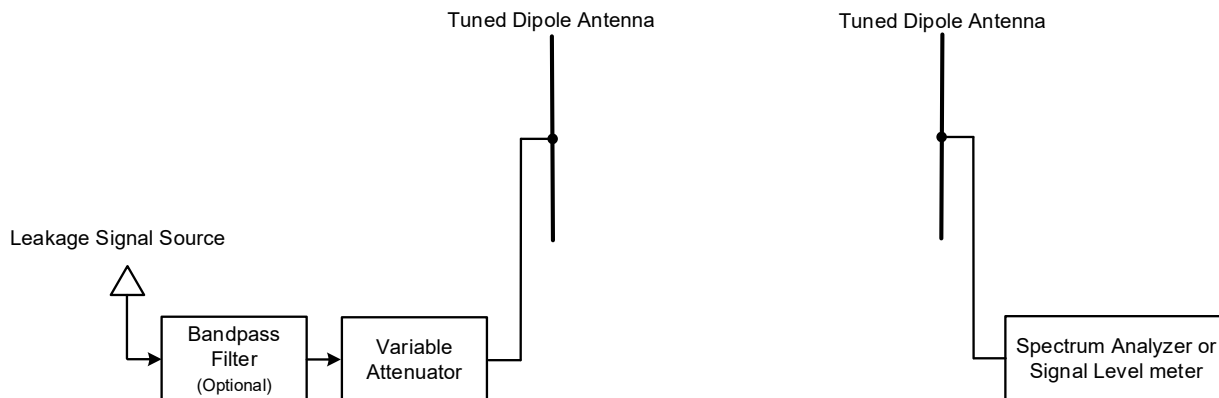 Tuned Dipole Antenna
Tuned Dipole Antenna
Leakage Signal Source
Bandpass
Filter
(Optional)
Variable
Attenuator
Spectrum Analyzer or
Signal Level meter